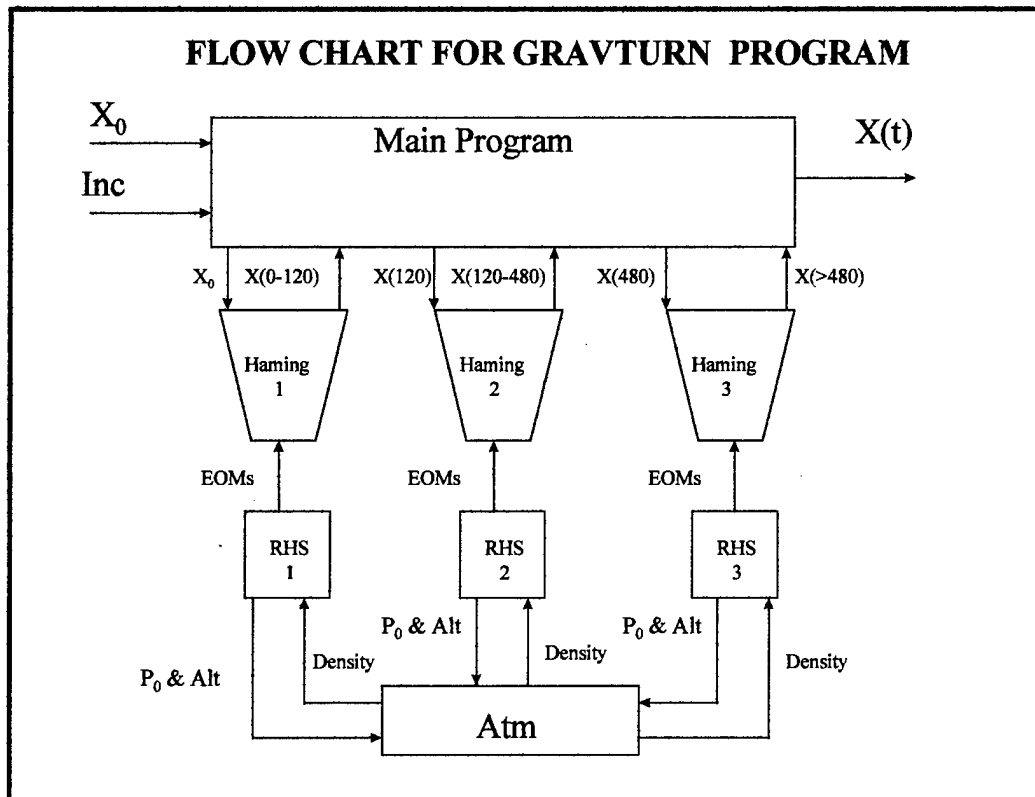 FLOW CHART FOR GRAVTURN PROGRAM
X₀
Main Program
X(t)
Inc
X₀
X(0-120)
X(120)
X(120-480)
X(480)
X(>480)
Haming
1
Haming
2
Haming
3
EOMs
EOMs
EOMs
RHS
1
RHS
2
RHS
3
P₀ & Alt
Density
P₀ & Alt
Density
P₀ & Alt
Density
Atm